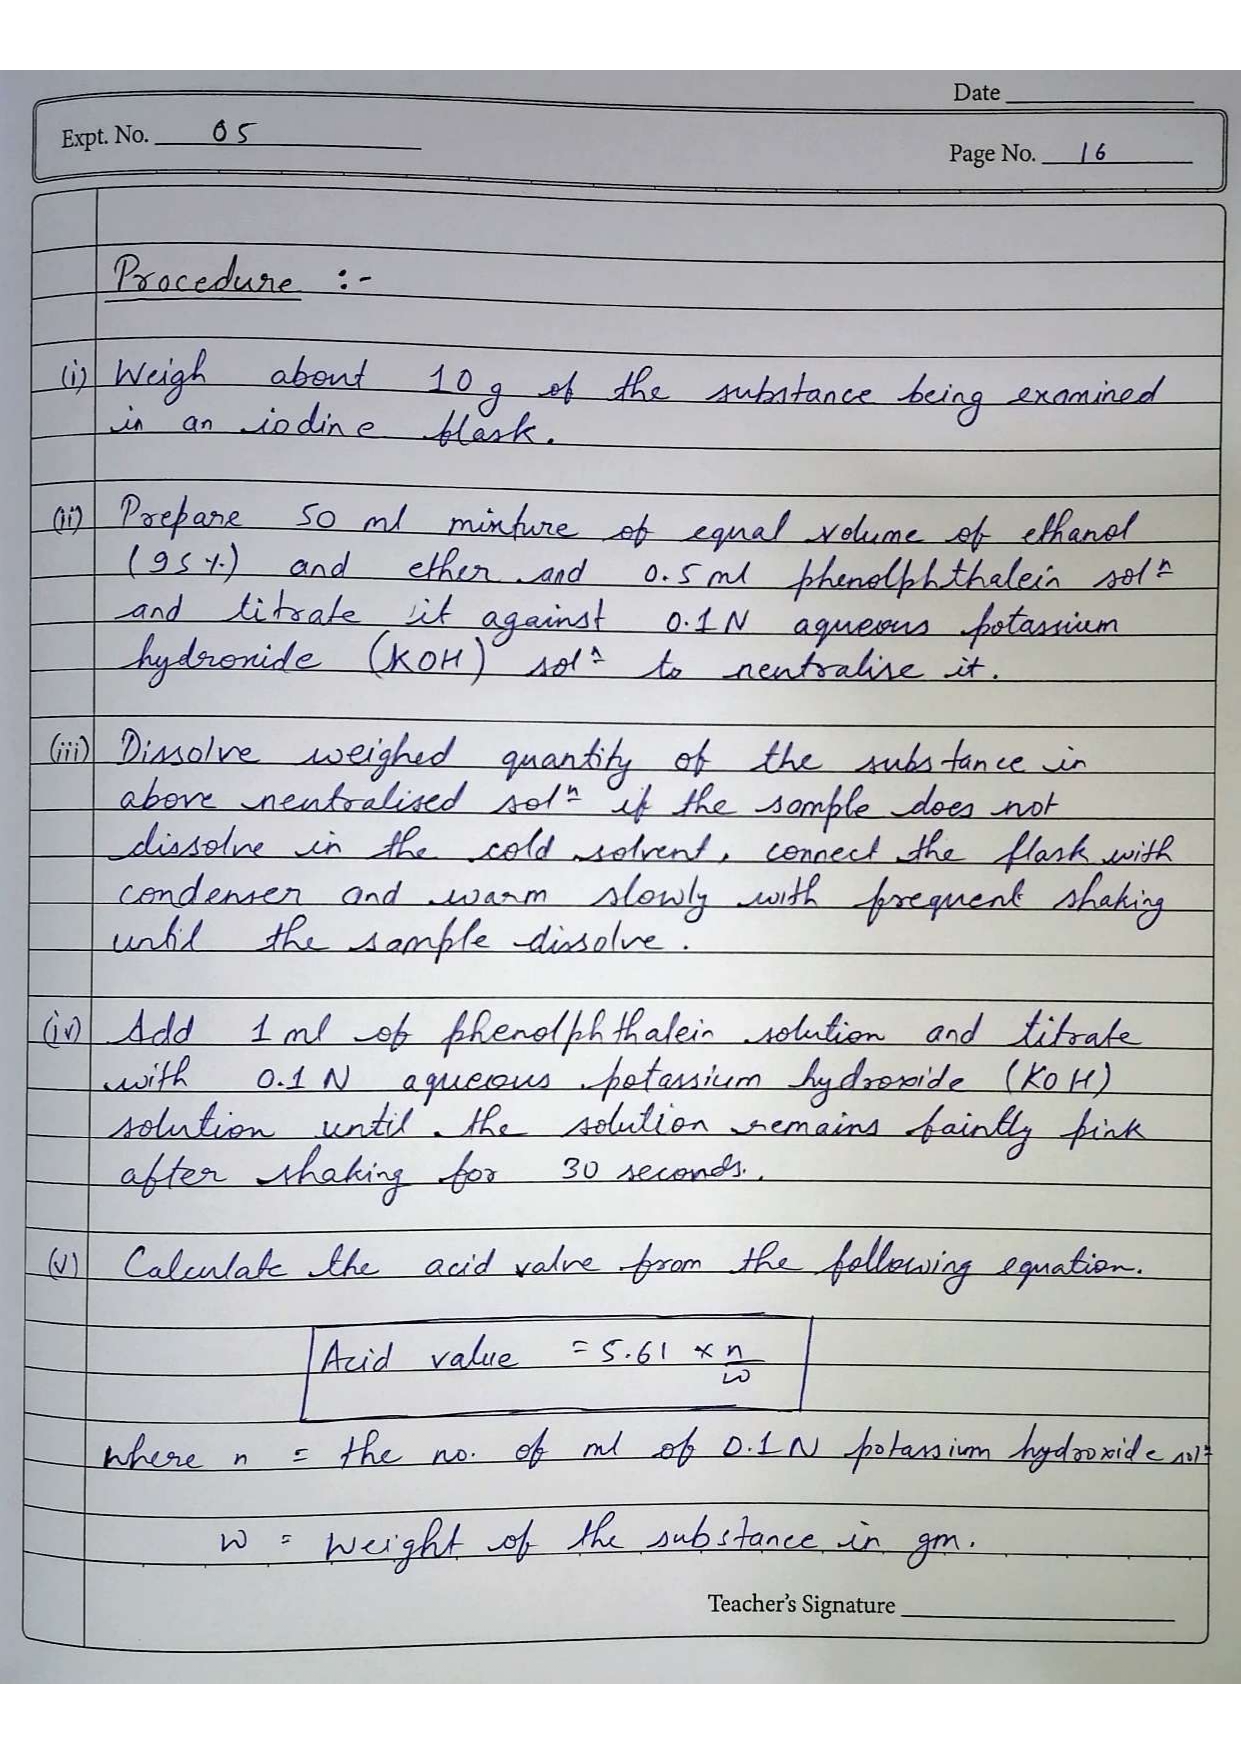 Date
Expt. No. 05
Page No. 16
Procedure :-
(i) Weigh about 10g of the substance being examined
in an iodine flask.
(ii) Prepare 50 ml mixture of equal volume of ethanol
(95%) and ether and 0.5 ml phenolphthalein solⁿ
and titrate it against 0.1N aqueous potassium
hydroxide (KOH) solⁿ to neutralise it.
(iii) Dissolve weighed quantity of the substance in
above neutralised solⁿ if the sample does not
dissolve in the cold solvent, connect the flask with
condenser and warm slowly with frequent shaking
until the sample dissolve.
(iv) Add 1 ml of phenolphthalein solution and titrate
with 0.1 N aqueous potassium hydroxide (KOH)
solution until the solution remains faintly pink
after shaking for 30 seconds.
(v) Calculate the acid value from the following equation.
Acid value = 5.61 × n/w
where n = the no. of ml of 0.1N potassium hydroxide solⁿ
W = Weight of the substance in gm.
Teacher's Signature